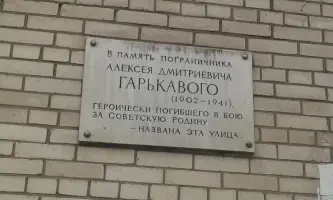 В ПАМЯТЬ ПОГРАНИЧНИКА
АЛЕКСЕЯ ДМИТРИЕВИЧА
ГАРЬКАВОГО
(1902–1941),
ГЕРОИЧЕСКИ ПОГИБШЕГО В БОЮ
ЗА СОВЕТСКУЮ РОДИНУ
—НАЗВАНА ЭТА УЛИЦА.